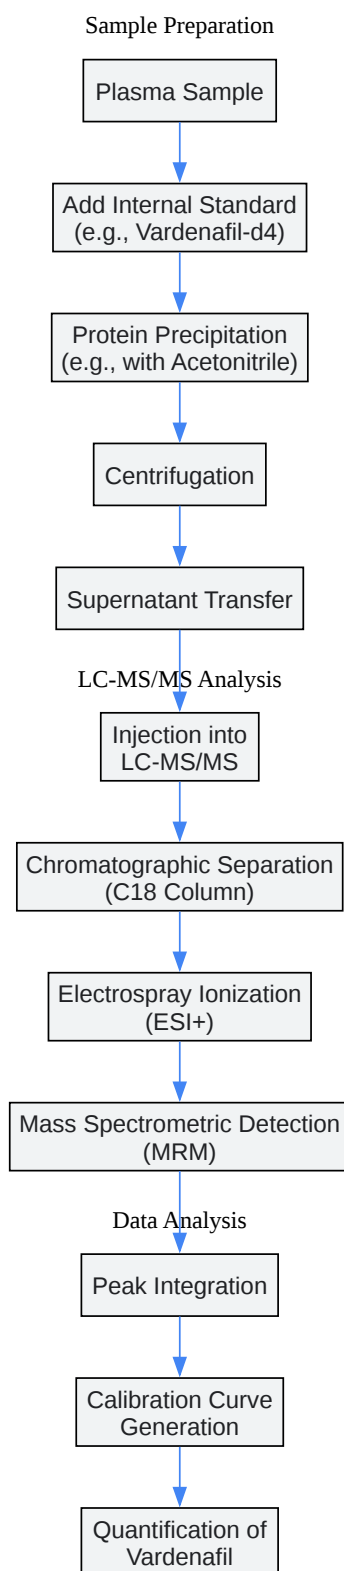 Sample Preparation
Plasma Sample
Add Internal Standard
(e.g., Vardenafil-d4)
Protein Precipitation
(e.g., with Acetonitrile)
Centrifugation
Supernatant Transfer
LC-MS/MS Analysis
Injection into
LC-MS/MS
Chromatographic Separation
(C18 Column)
Electrospray Ionization
(ESI+)
Mass Spectrometric Detection
(MRM)
Data Analysis
Peak Integration
Calibration Curve
Generation
Quantification of
Vardenafil